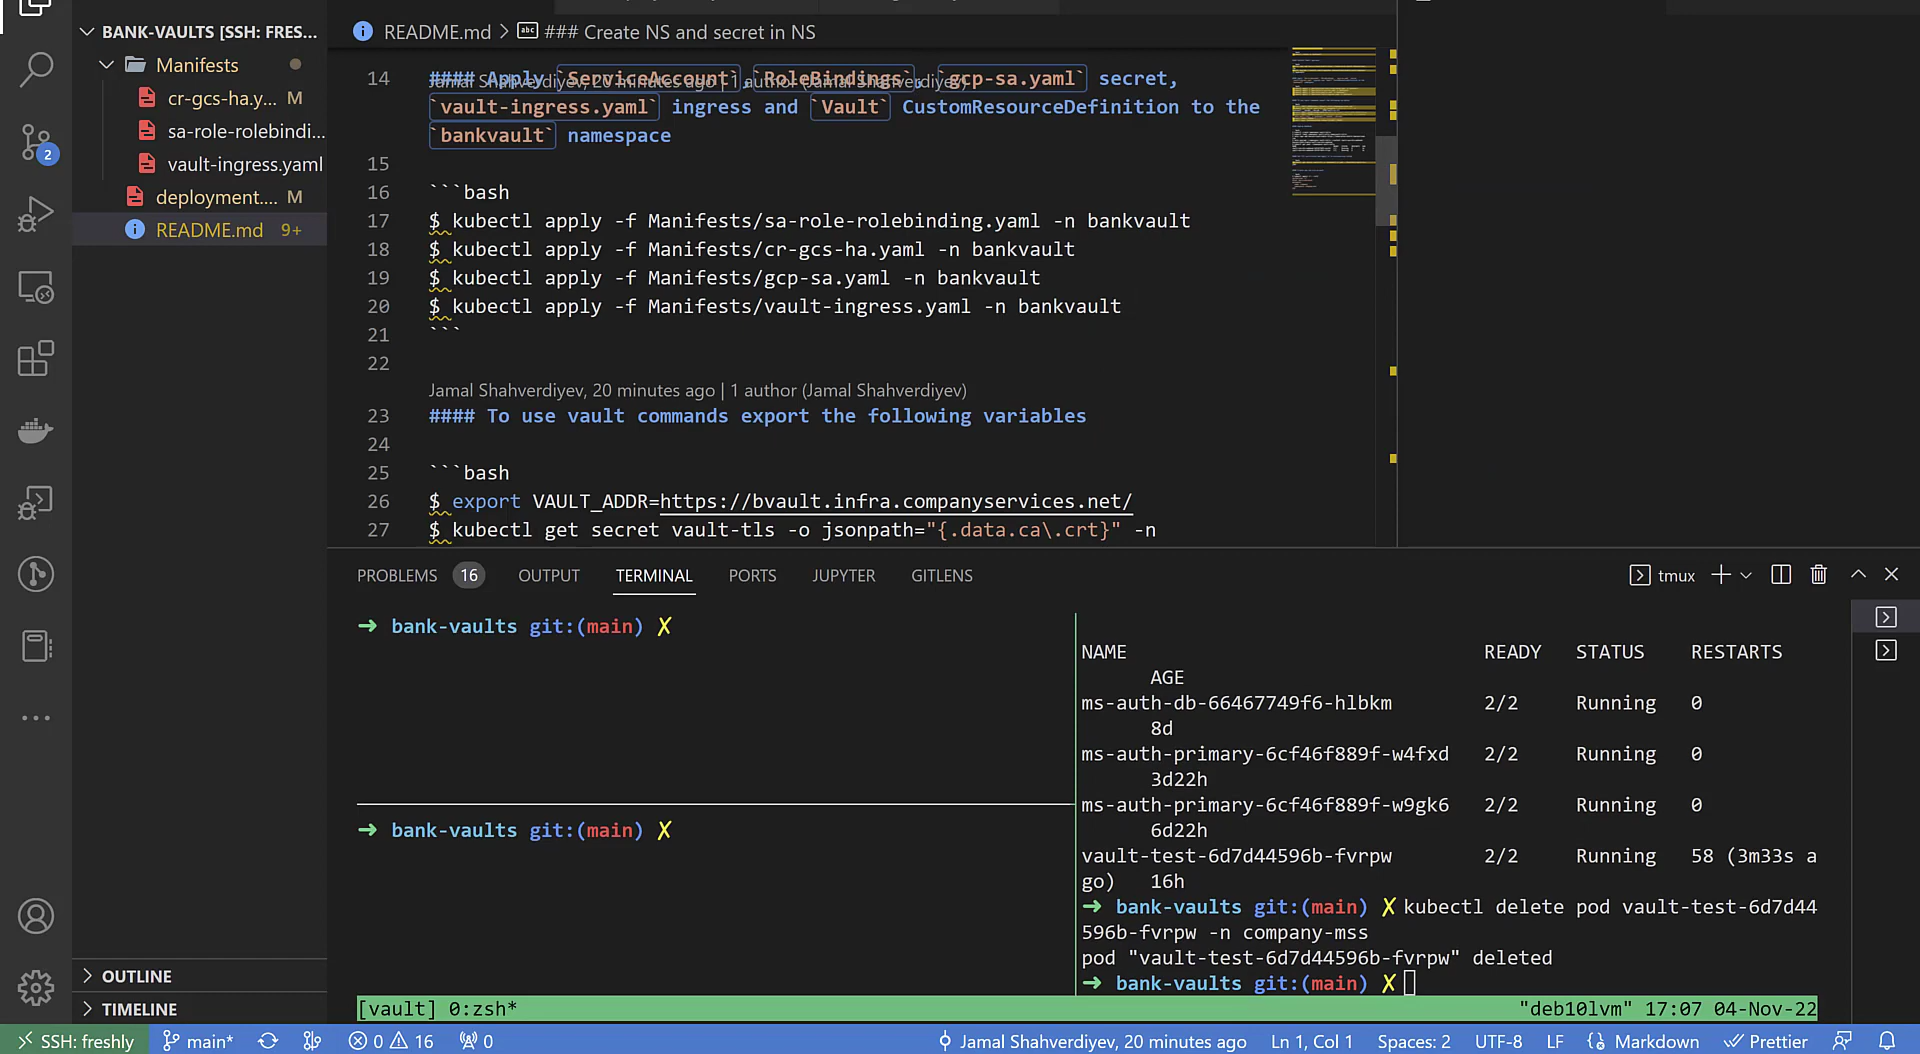 BANK-VAULTS [SSH: FRES...
Manifests
cr-gcs-ha.y... M
sa-role-rolebindi...
vault-ingress.yaml
deployment.... M
README.md 9+
2
OUTLINE
TIMELINE
README.md > ### Create NS and secret in NS
Jamal Shahverdiyev, 20 minutes ago | 1 author (Jamal Shahverdiyev)
14 #### Apply `ServiceAccount`, `RoleBindings`, `gcp-sa.yaml` secret,
`vault-ingress.yaml` ingress and `Vault` CustomResourceDefinition to the
`bankvault` namespace
15
16 ```bash
17 $ kubectl apply -f Manifests/sa-role-rolebinding.yaml -n bankvault
18 $ kubectl apply -f Manifests/cr-gcs-ha.yaml -n bankvault
19 $ kubectl apply -f Manifests/gcp-sa.yaml -n bankvault
20 $ kubectl apply -f Manifests/vault-ingress.yaml -n bankvault
21 ```
22
Jamal Shahverdiyev, 20 minutes ago | 1 author (Jamal Shahverdiyev)
23 #### To use vault commands export the following variables
24
25 ```bash
26 $ export VAULT_ADDR=https://bvault.infra.companyservices.net/
27 $ kubectl get secret vault-tls -o jsonpath="{.data.ca\.crt}" -n
PROBLEMS 16 OUTPUT TERMINAL PORTS JUPYTER GITLENS
tmux
➜ bank-vaults git:(main) ✗
➜ bank-vaults git:(main) ✗
NAME READY STATUS RESTARTS
AGE
ms-auth-db-66467749f6-hlbkm 2/2 Running 0
8d
ms-auth-primary-6cf46f889f-w4fxd 2/2 Running 0
3d22h
ms-auth-primary-6cf46f889f-w9gk6 2/2 Running 0
6d22h
vault-test-6d7d44596b-fvrpw 2/2 Running 58 (3m33s a
go) 16h
➜ bank-vaults git:(main) ✗ kubectl delete pod vault-test-6d7d44
596b-fvrpw -n company-mss
pod "vault-test-6d7d44596b-fvrpw" deleted
➜ bank-vaults git:(main) ✗
[vault] 0:zsh* "deb10lvm" 17:07 04-Nov-22
SSH: freshly main* 0 16 0 Jamal Shahverdiyev, 20 minutes ago Ln 1, Col 1 Spaces: 2 UTF-8 LF Markdown Prettier